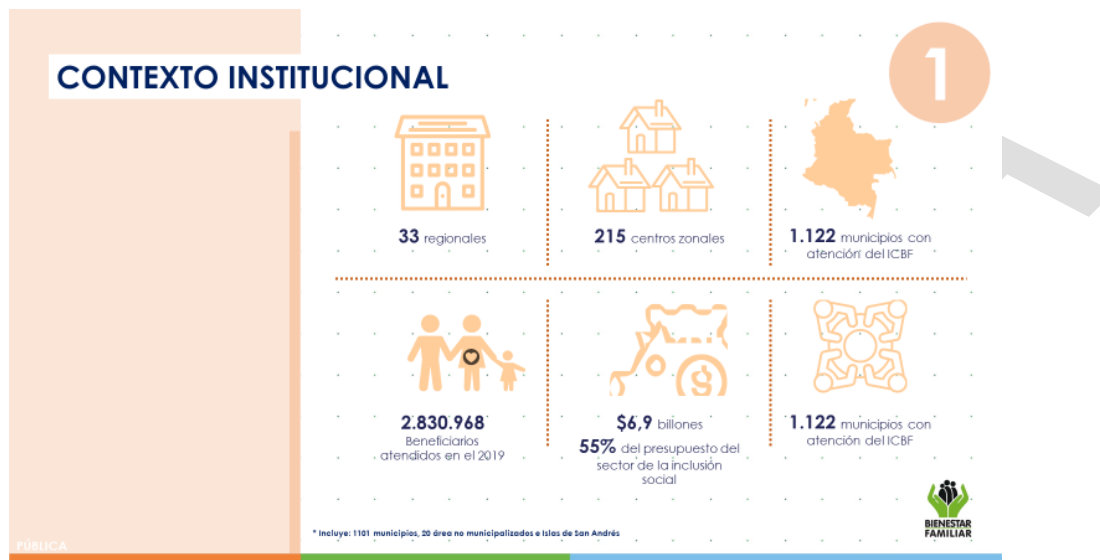 CONTEXTO INSTITUCIONAL
1
33 regionales
215 centros zonales
1.122 municipios con
atención del ICBF
2.830.968
Beneficiarios
atendidos en el 2019
$6,9 billones
55% del presupuesto del
sector de la inclusión
social
1.122 municipios con
atención del ICBF
$
BIENESTAR
FAMILIAR
* Incluye: 1101 municipios, 20 área no municipalizados e Islas de San Andrés
PÚBLICA